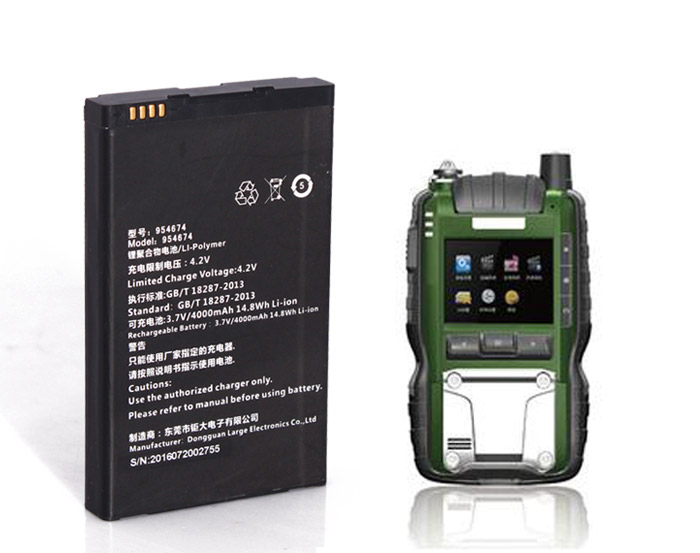 5
型号：954674
Model: 954674
锂聚合物电池/LI-Polymer
充电限制电压：4.2V
Limited Charge Voltage:4.2V
执行标准:GB/T 18287-2013
Standard: GB/T 18287-2013
可充电池:3.7V/4000mAH 14.8Wh Li-ion
Rechargeable Battery : 3.7V/4000mAH 14.8Wh Li-ion
警告
只能使用厂家指定的充电器.
请按照说明书指示使用电池.
Caution:
Use the authorized charger only.
Please refer to manual before using battery.
制造商：东莞市钜大电子有限公司
Manufacturer: Dongguan Large Electronics Co.,Ltd
S/N:2016072002755